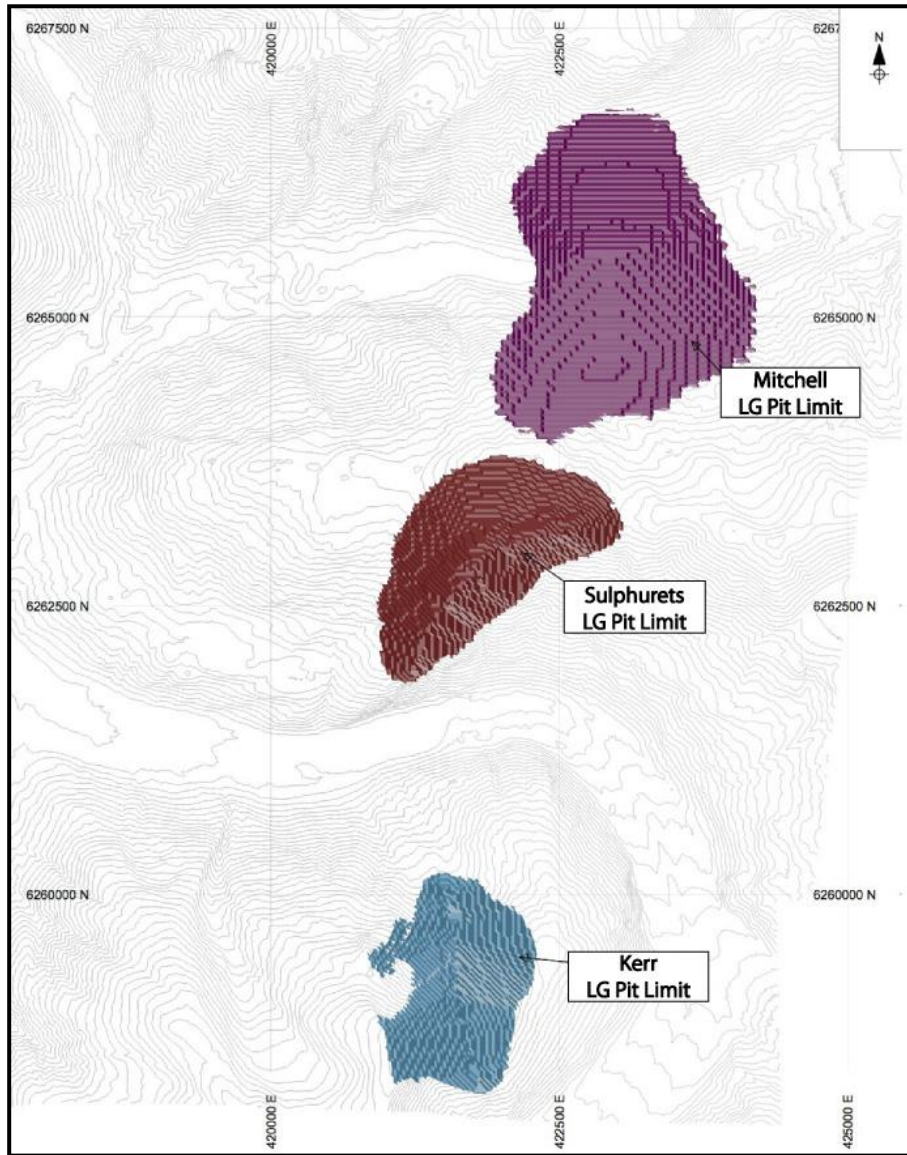 6267500 N
420000 E
422500 E
6267
N
6265000 N
6265000 N
Mitchell
LG Pit Limit
6262500 N
6262500 N
Sulphurets
LG Pit Limit
6260000 N
6260000 N
Kerr
LG Pit Limit
420000 E
422500 E
425000 E